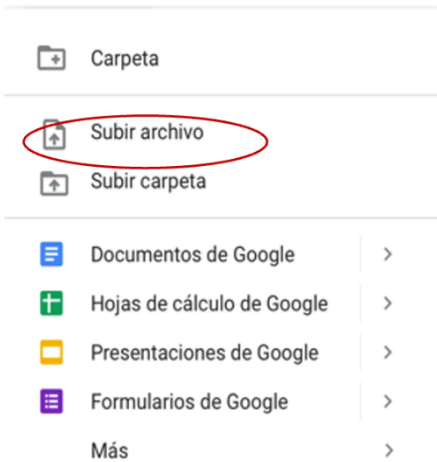 Carpeta
Subir archivo
Subir carpeta
Documentos de Google
Hojas de cálculo de Google
Presentaciones de Google
Formularios de Google
Más